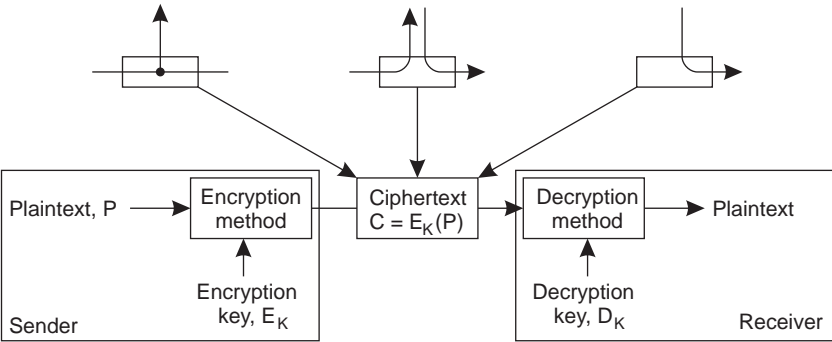 Plaintext, P
Encryption
method
Ciphertext
C = E_K(P)
Decryption
method
Plaintext
Encryption
key, E_K
Decryption
key, D_K
Sender
Receiver